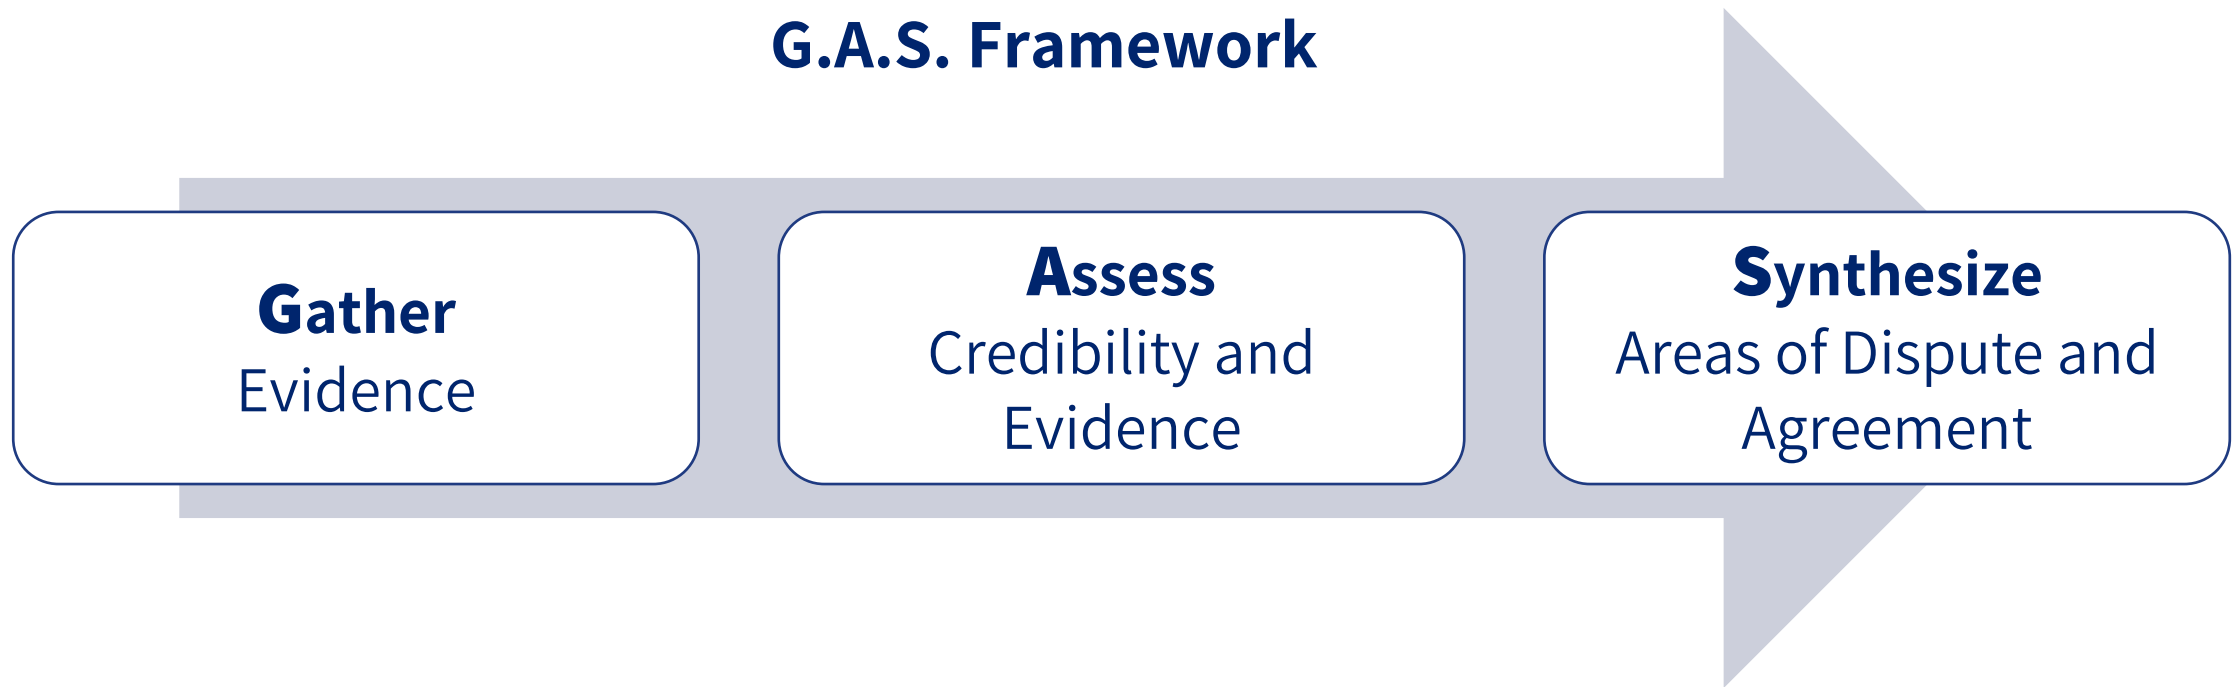 G.A.S. Framework
Gather
Evidence
Assess
Credibility and
Evidence
Synthesize
Areas of Dispute and
Agreement